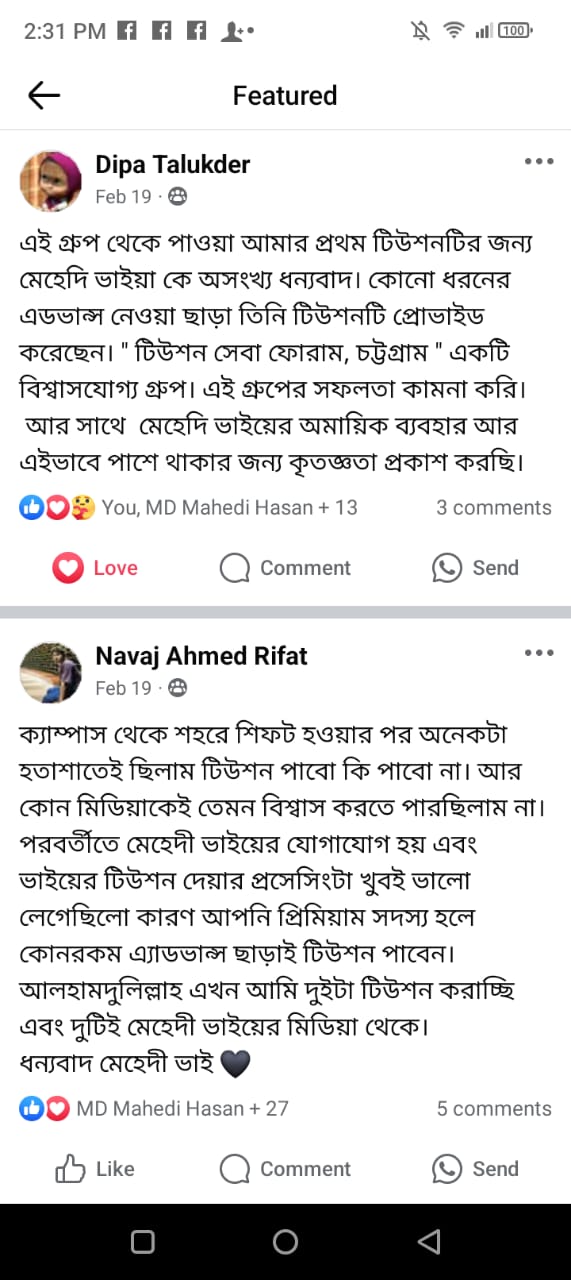 2:31 PM
100
Featured
Dipa Talukder
Feb 19 ·
এই গ্রুপ থেকে পাওয়া আমার প্রথম টিউশনটির জন্য
মেহেদি ভাইয়া কে অসংখ্য ধন্যবাদ। কোনো ধরনের
এডভান্স নেওয়া ছাড়া তিনি টিউশনটি প্রোভাইড
করেছেন। " টিউশন সেবা ফোরাম, চট্টগ্রাম " একটি
বিশ্বাসযোগ্য গ্রুপ। এই গ্রুপের সফলতা কামনা করি।
আর সাথে মেহেদি ভাইয়ের অমায়িক ব্যবহার আর
এইভাবে পাশে থাকার জন্য কৃতজ্ঞতা প্রকাশ করছি।
You, MD Mahedi Hasan + 13 3 comments
Love Comment Send
Navaj Ahmed Rifat
Feb 19 ·
ক্যাম্পাস থেকে শহরে শিফট হওয়ার পর অনেকটা
হতাশাতেই ছিলাম টিউশন পাবো কি পাবো না। আর
কোন মিডিয়াকেই তেমন বিশ্বাস করতে পারছিলাম না।
পরবর্তীতে মেহেদী ভাইয়ের যোগাযোগ হয় এবং
ভাইয়ের টিউশন দেয়ার প্রসেসিংটা খুবই ভালো
লেগেছিলো কারণ আপনি প্রিমিয়াম সদস্য হলে
কোনরকম এ্যাডভান্স ছাড়াই টিউশন পাবেন।
আলহামদুলিল্লাহ এখন আমি দুইটা টিউশন করাচ্ছি
এবং দুটিই মেহেদী ভাইয়ের মিডিয়া থেকে।
ধন্যবাদ মেহেদী ভাই 🖤
MD Mahedi Hasan + 27 5 comments
Like Comment Send